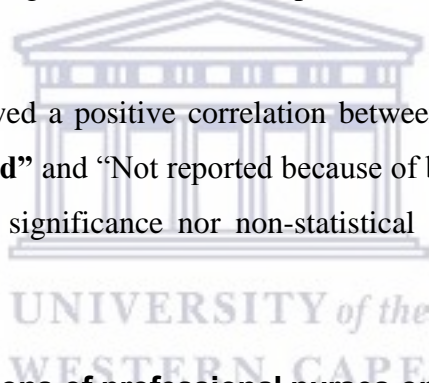 ved a positive correlation between
d” and “Not reported because of b
significance nor non-statistical
UNIVERSITY of the
WESTERN CAPE
ons of professional nurses on